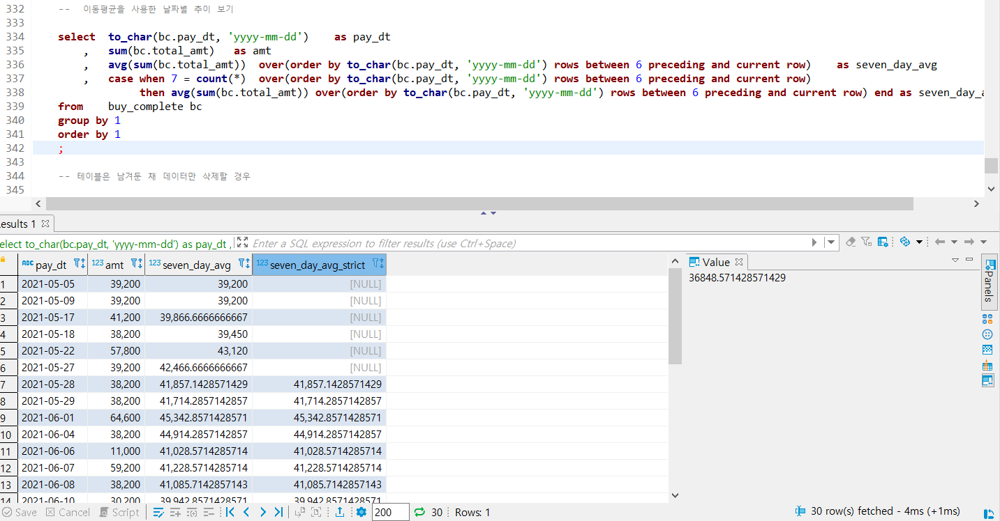 332 -- 이동평균을 사용한 날짜별 추이 보기
333
334 select to_char(bc.pay_dt, 'yyyy-mm-dd') as pay_dt
335 , sum(bc.total_amt) as amt
336 , avg(sum(bc.total_amt)) over(order by to_char(bc.pay_dt, 'yyyy-mm-dd') rows between 6 preceding and current row) as seven_day_avg
337 , case when 7 = count(*) over(order by to_char(bc.pay_dt, 'yyyy-mm-dd') rows between 6 preceding and current row)
338 then avg(sum(bc.total_amt)) over(order by to_char(bc.pay_dt, 'yyyy-mm-dd') rows between 6 preceding and current row) end as seven_day_a
339 from buy_complete bc
340 group by 1
341 order by 1
342 ;
343
344 -- 테이블은 남겨둔 채 데이터만 삭제할 경우
345
esults 1
elect to_char(bc.pay_dt, 'yyyy-mm-dd') as pay_dt , Enter a SQL expression to filter results (use Ctrl+Space)
ABC pay_dt 123 amt 123 seven_day_avg 123 seven_day_avg_strict
1 2021-05-05 39,200 39,200 [NULL]
2 2021-05-09 39,200 39,200 [NULL]
3 2021-05-17 41,200 39,866.6666666667 [NULL]
4 2021-05-18 38,200 39,450 [NULL]
5 2021-05-22 57,800 43,120 [NULL]
6 2021-05-27 39,200 42,466.6666666667 [NULL]
7 2021-05-28 38,200 41,857.1428571429 41,857.1428571429
8 2021-05-29 38,200 41,714.2857142857 41,714.2857142857
9 2021-06-01 64,600 45,342.8571428571 45,342.8571428571
10 2021-06-04 38,200 44,914.2857142857 44,914.2857142857
11 2021-06-06 11,000 41,028.5714285714 41,028.5714285714
12 2021-06-07 59,200 41,228.5714285714 41,228.5714285714
13 2021-06-08 38,200 41,085.7142857143 41,085.7142857143
14 2021-06-10 30,200 39,942.8571428571 39,942.8571428571
Value
36848.571428571429
Panels
Save Cancel Script 200 30 Rows: 1
30 row(s) fetched - 4ms (+1ms)